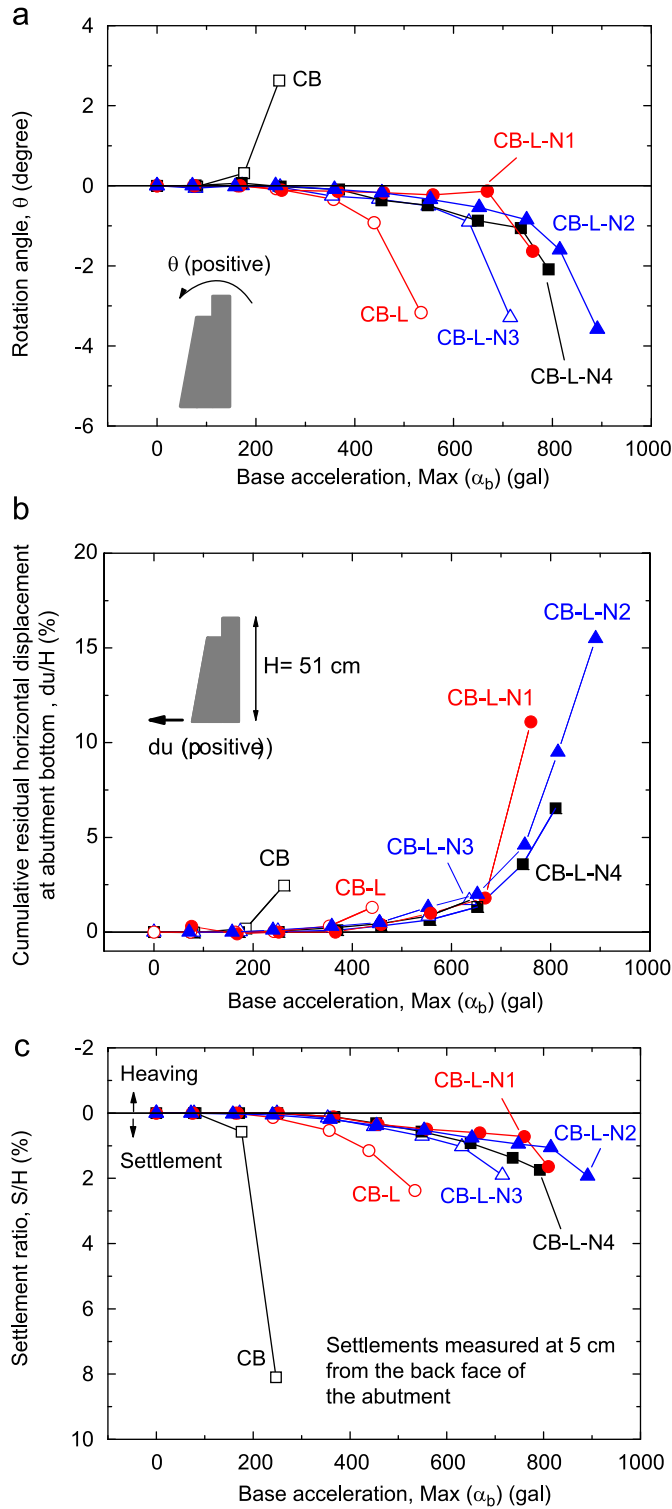 a
4
2
0
-2
-4
-6
Rotation angle, θ (degree)
CB
CB-L-N1
CB-L-N2
θ (positive)
CB-L
CB-L-N3
CB-L-N4
0 200 400 600 800 1000
Base acceleration, Max (αb) (gal)
b
20
15
10
5
0
Cumulative residual horizontal displacement
at abutment bottom , du/H (%)
CB-L-N2
H= 51 cm
CB-L-N1
du (positive))
CB-L-N3
CB
CB-L
CB-L-N4
0 200 400 600 800 1000
Base acceleration, Max (αb) (gal)
c
-2
0
2
4
6
8
10
Settlement ratio, S/H (%)
Heaving
CB-L-N1
CB-L-N2
Settlement
CB-L
CB-L-N3
CB-L-N4
CB
Settlements measured at 5 cm
from the back face of
the abutment
0 200 400 600 800 1000
Base acceleration, Max (αb) (gal)